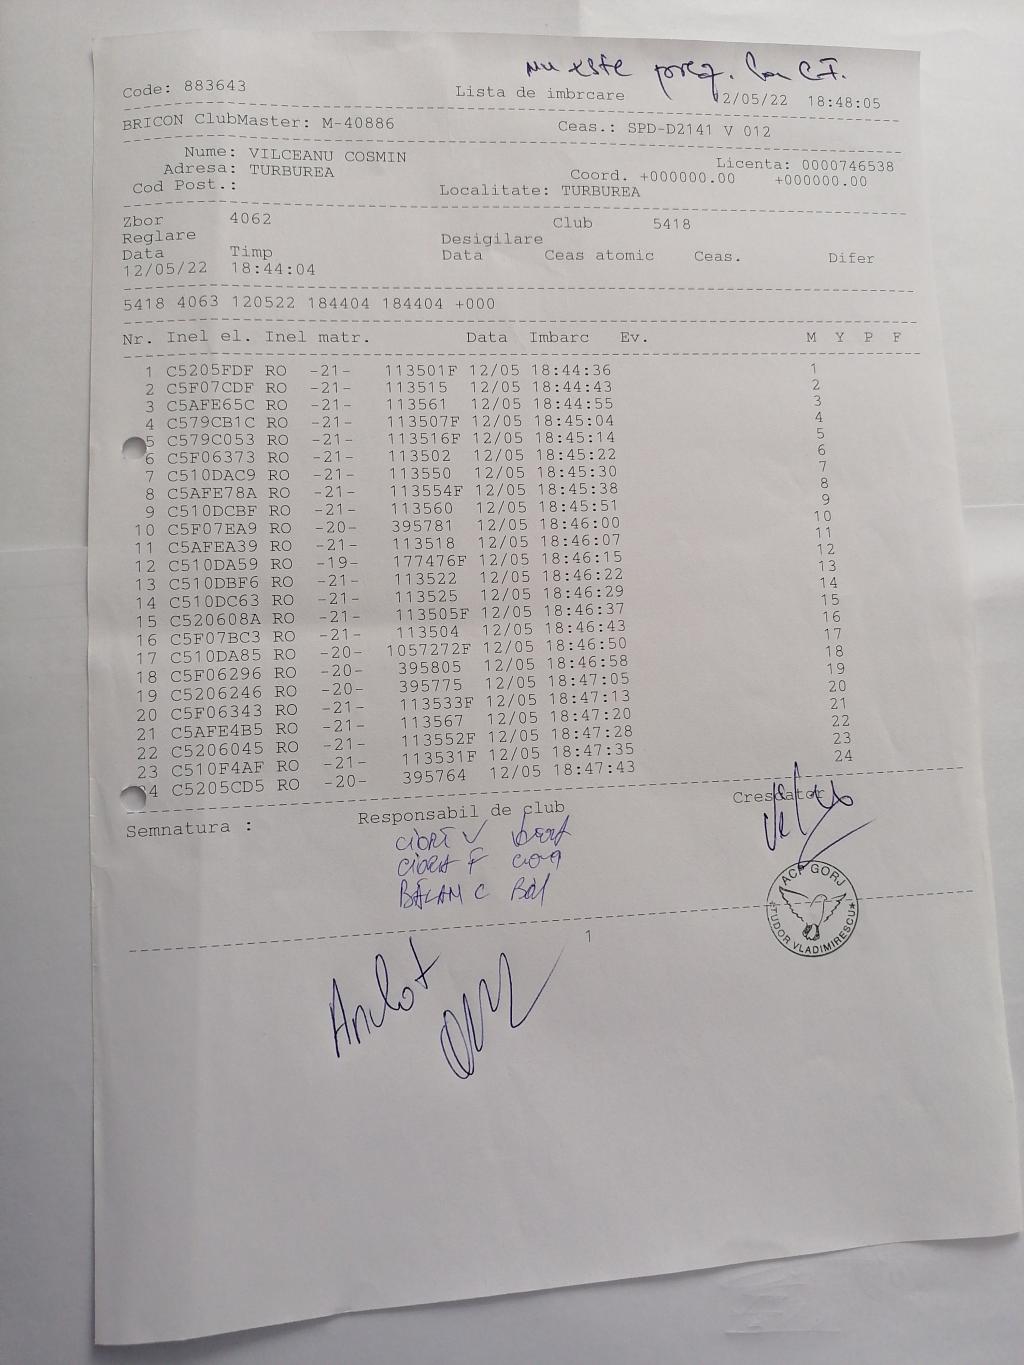 nu este preg. la C.F.
Code: 883643
Lista de imbrcare 2/05/22 18:48:05
BRICON ClubMaster: M-40886 Ceas.: SPD-D2141 V 012
Nume: VILCEANU COSMIN Licenta: 0000746538
Adresa: TURBUREA Coord. +000000.00 +000000.00
Cod Post.: Localitate: TURBUREA
Zbor 4062 Club 5418
Reglare Desigilare
Data Timp Data Ceas atomic Ceas. Difer
12/05/22 18:44:04
5418 4063 120522 184404 184404 +000
Nr. Inel el. Inel matr. Data Imbarc Ev. M Y P F
1 C5205FDF RO -21- 113501F 12/05 18:44:36 1
2 C5F07CDF RO -21- 113515 12/05 18:44:43 2
3 C5AFE65C RO -21- 113561 12/05 18:44:55 3
4 C579CB1C RO -21- 113507F 12/05 18:45:04 4
5 C579C053 RO -21- 113516F 12/05 18:45:14 5
6 C5F06373 RO -21- 113502 12/05 18:45:22 6
7 C510DAC9 RO -21- 113550 12/05 18:45:30 7
8 C5AFE78A RO -21- 113554F 12/05 18:45:38 8
9 C510DCBF RO -21- 113560 12/05 18:45:51 9
10 C5F07EA9 RO -20- 395781 12/05 18:46:00 10
11 C5AFEA39 RO -21- 113518 12/05 18:46:07 11
12 C510DA59 RO -19- 177476F 12/05 18:46:15 12
13 C510DBF6 RO -21- 113522 12/05 18:46:22 13
14 C510DC63 RO -21- 113525 12/05 18:46:29 14
15 C520608A RO -21- 113505F 12/05 18:46:37 15
16 C5F07BC3 RO -21- 113504 12/05 18:46:43 16
17 C510DA85 RO -20- 1057272F 12/05 18:46:50 17
18 C5F06296 RO -20- 395805 12/05 18:46:58 18
19 C5206246 RO -20- 395775 12/05 18:47:05 19
20 C5F06343 RO -21- 113533F 12/05 18:47:13 20
21 C5AFE4B5 RO -21- 113567 12/05 18:47:20 21
22 C5206045 RO -21- 113552F 12/05 18:47:28 22
23 C510F4AF RO -21- 113531F 12/05 18:47:35 23
24 C5205CD5 RO -20- 395764 12/05 18:47:43 24
Semnatura : Responsabil de club Crescator
V
F
BĂLAN C Băl
ACP GORJ
TUDOR VLADIMIRESCU
1